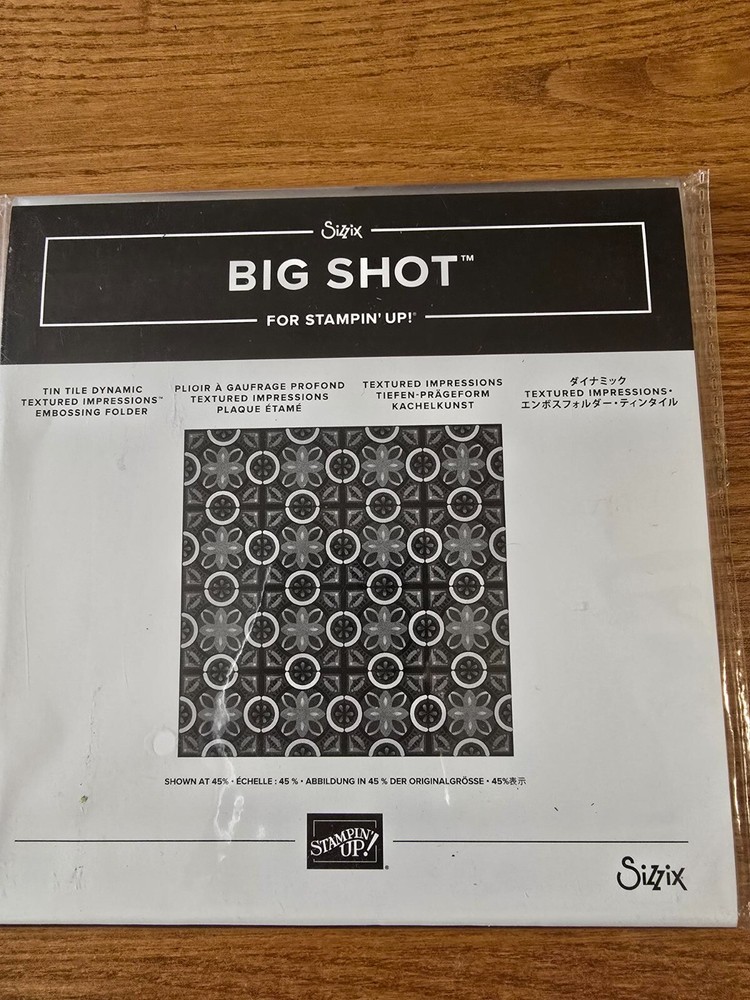 Sizzix
BIG SHOT™
FOR STAMPIN' UP!®
TIN TILE DYNAMIC
TEXTURED IMPRESSIONS™
EMBOSSING FOLDER
PLIOIR À GAUFRAGE PROFOND
TEXTURED IMPRESSIONS
PLAQUE ÉTAMÉ
TEXTURED IMPRESSIONS
TIEFEN-PRÄGEFORM
KACHELKUNST
ダイナミック
TEXTURED IMPRESSIONS・
エンボスフォルダー・ティンタイル
SHOWN AT 45% • ÉCHELLE : 45 % • ABBILDUNG IN 45 % DER ORIGINALGRÖSSE • 45%表示
STAMPIN'
UP!®
Sizzix